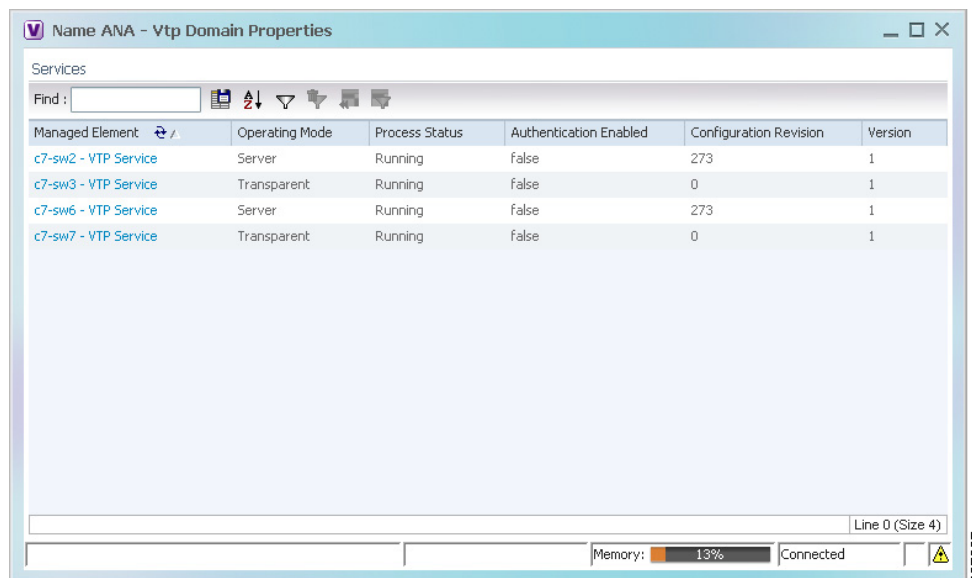 V Name ANA - Vtp Domain Properties
Services
Find :
Managed Element Operating Mode Process Status Authentication Enabled Configuration Revision Version
c7-sw2 - VTP Service Server Running false 273 1
c7-sw3 - VTP Service Transparent Running false 0 1
c7-sw6 - VTP Service Server Running false 273 1
c7-sw7 - VTP Service Transparent Running false 0 1
Line 0 (Size 4)
Memory: 13% Connected